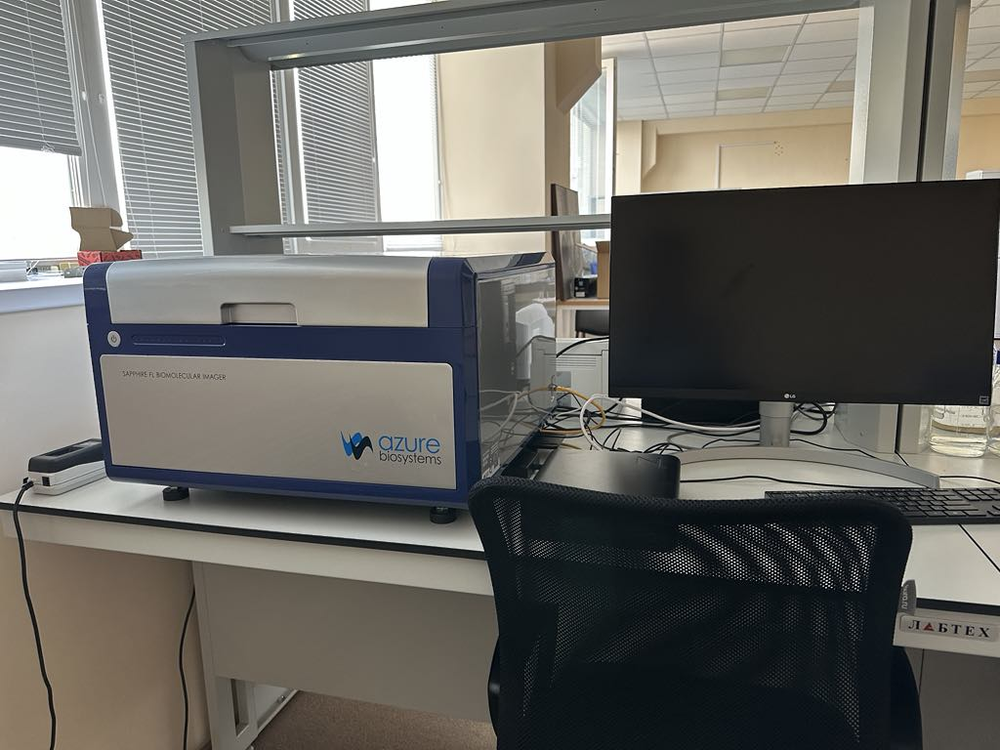 SAPPHIRE FL BIOMOLECULAR IMAGER
azure
biosystems
LG
ЛАБТЕХ